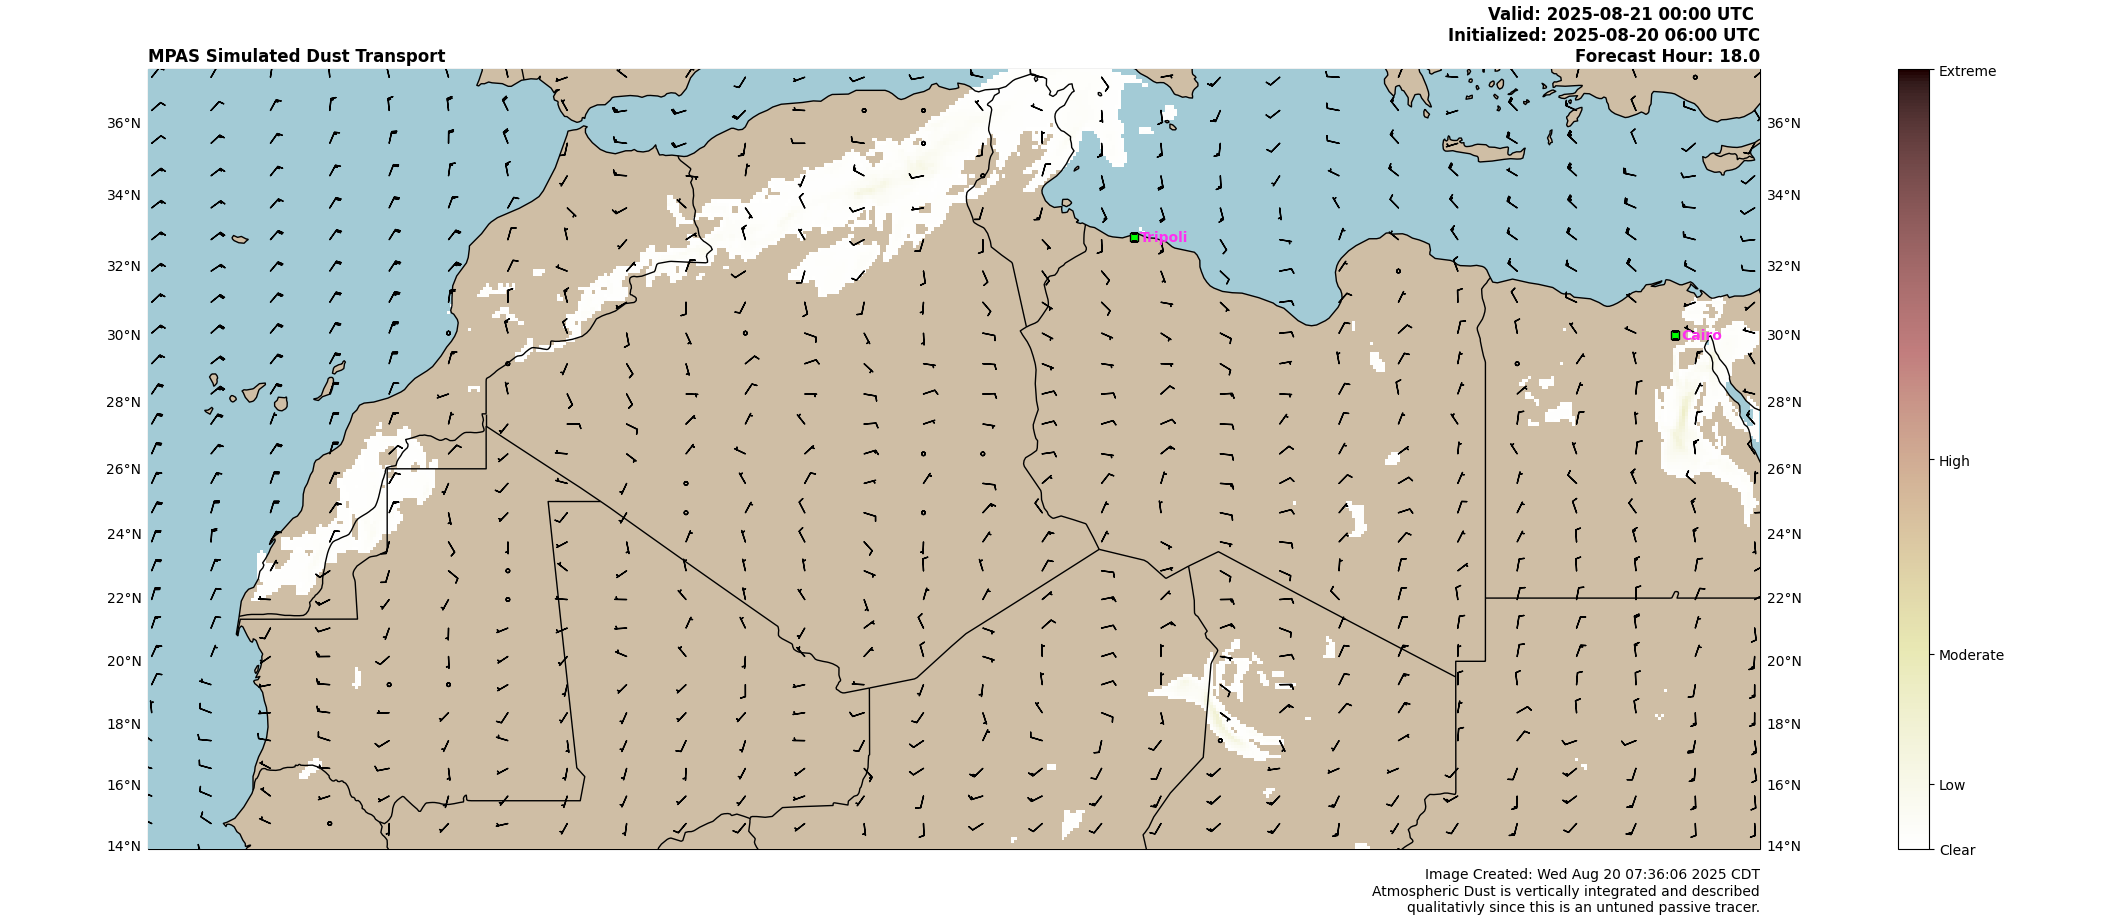 Valid: 2025-08-21 00:00 UTC
Initialized: 2025-08-20 06:00 UTC
MPAS Simulated Dust Transport
Forecast Hour: 18.0
Extreme
36°N
36°N
34°N
34°N
Tripoli
32°N
32°N
30°N
Cairo
30°N
28°N
28°N
26°N
26°N
High
24°N
24°N
22°N
22°N
20°N
20°N
Moderate
18°N
18°N
16°N
16°N
Low
14°N
14°N
Clear
Image Created: Wed Aug 20 07:36:06 2025 CDT
Atmospheric Dust is vertically integrated and described
qualitativly since this is an untuned passive tracer.